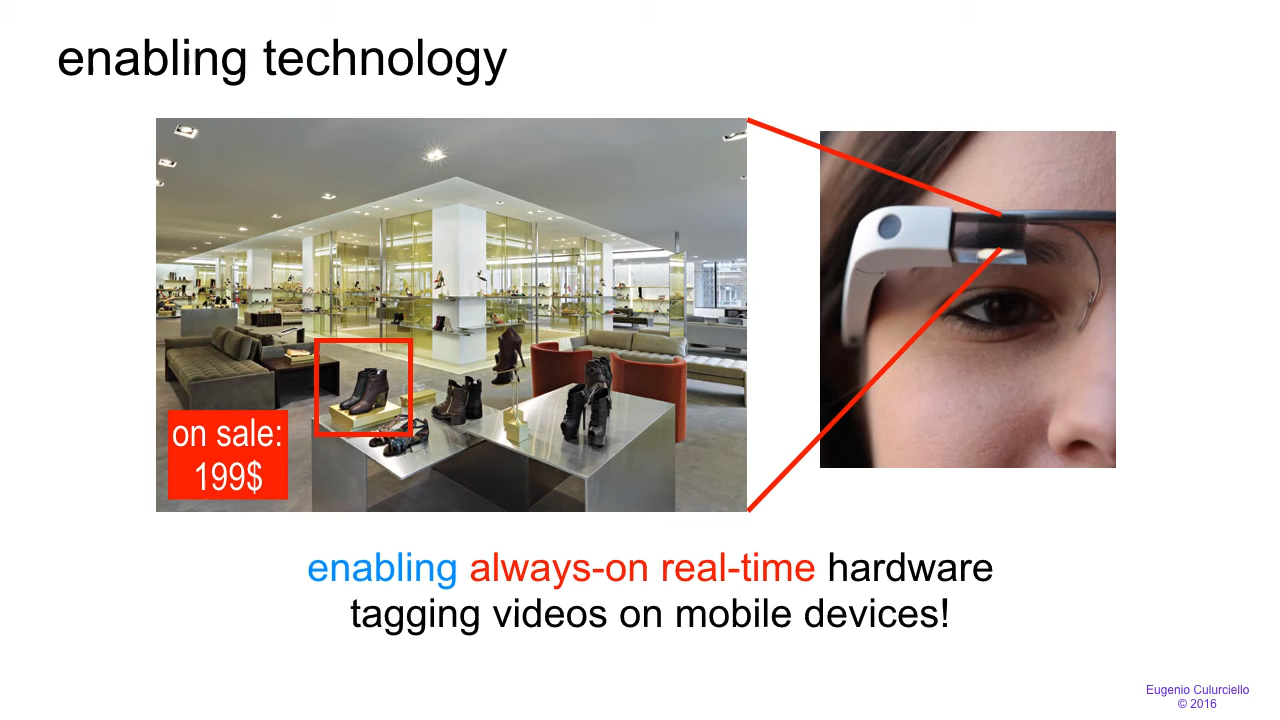 enabling technology
on sale:
199$
enabling always-on real-time hardware
tagging videos on mobile devices!
Eugenio Culurciello
© 2016